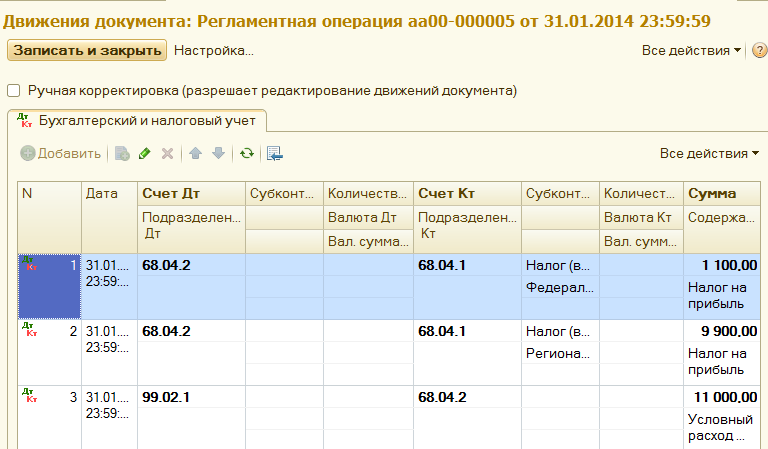 Движения документа: Регламентная операция аа00-000005 от 31.01.2014 23:59:59
Записать и закрыть Настройка... Все действия ?
Ручная корректировка (разрешает редактирование движений документа)
Дт Кт Бухгалтерский и налоговый учет
Добавить Все действия
N Дата Счет Дт Субконт... Количеств... Счет Кт Субконт... Количест... Сумма
Подразделен... Дт Валюта Дт Подразделен... Кт Валюта Кт Содержа...
Вал. сумма... Вал. сумм...
Дт Кт 1 31.01.... 68.04.2 68.04.1 Налог (в... 1 100,00
23:59:... Федерал... Налог на
прибыль
Дт Кт 2 31.01.... 68.04.2 68.04.1 Налог (в... 9 900,00
23:59:... Региона... Налог на
прибыль
Дт Кт 3 31.01.... 99.02.1 68.04.2 11 000,00
23:59:... Условный
расход ...